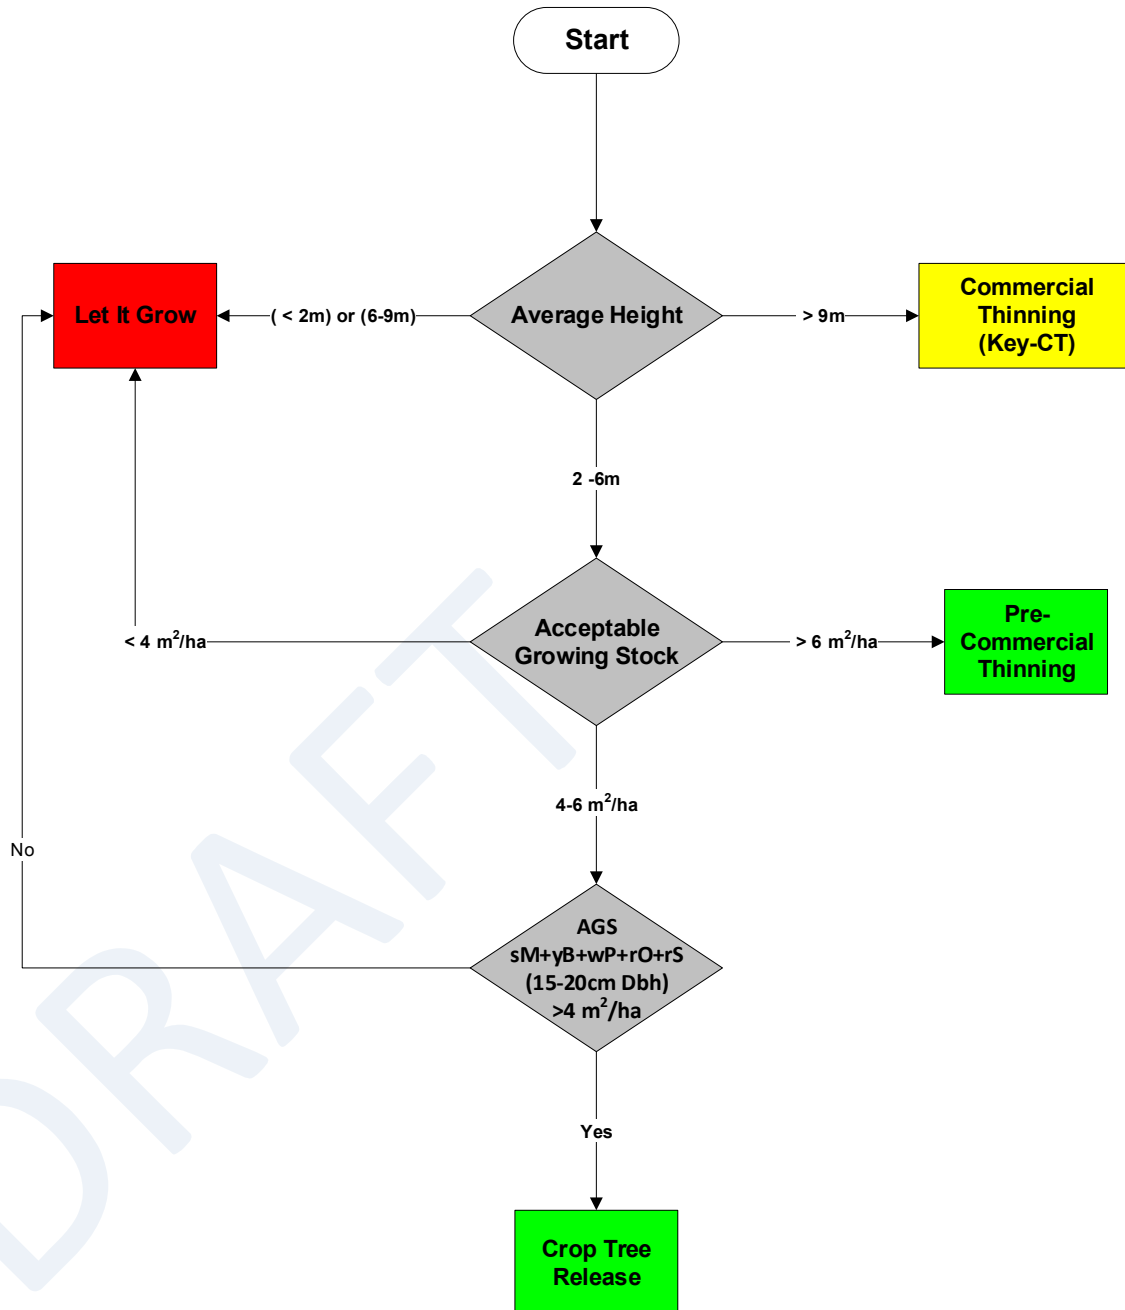 Start
Let It Grow
( < 2m) or (6-9m)
Average Height
> 9m
Commercial
Thinning
(Key-CT)
2 -6m
< 4 m²/ha
Acceptable
Growing Stock
> 6 m²/ha
Pre-
Commercial
Thinning
4-6 m²/ha
No
AGS
sM+yB+wP+rO+rS
(15-20cm Dbh)
>4 m²/ha
Yes
Crop Tree
Release
DRAFT